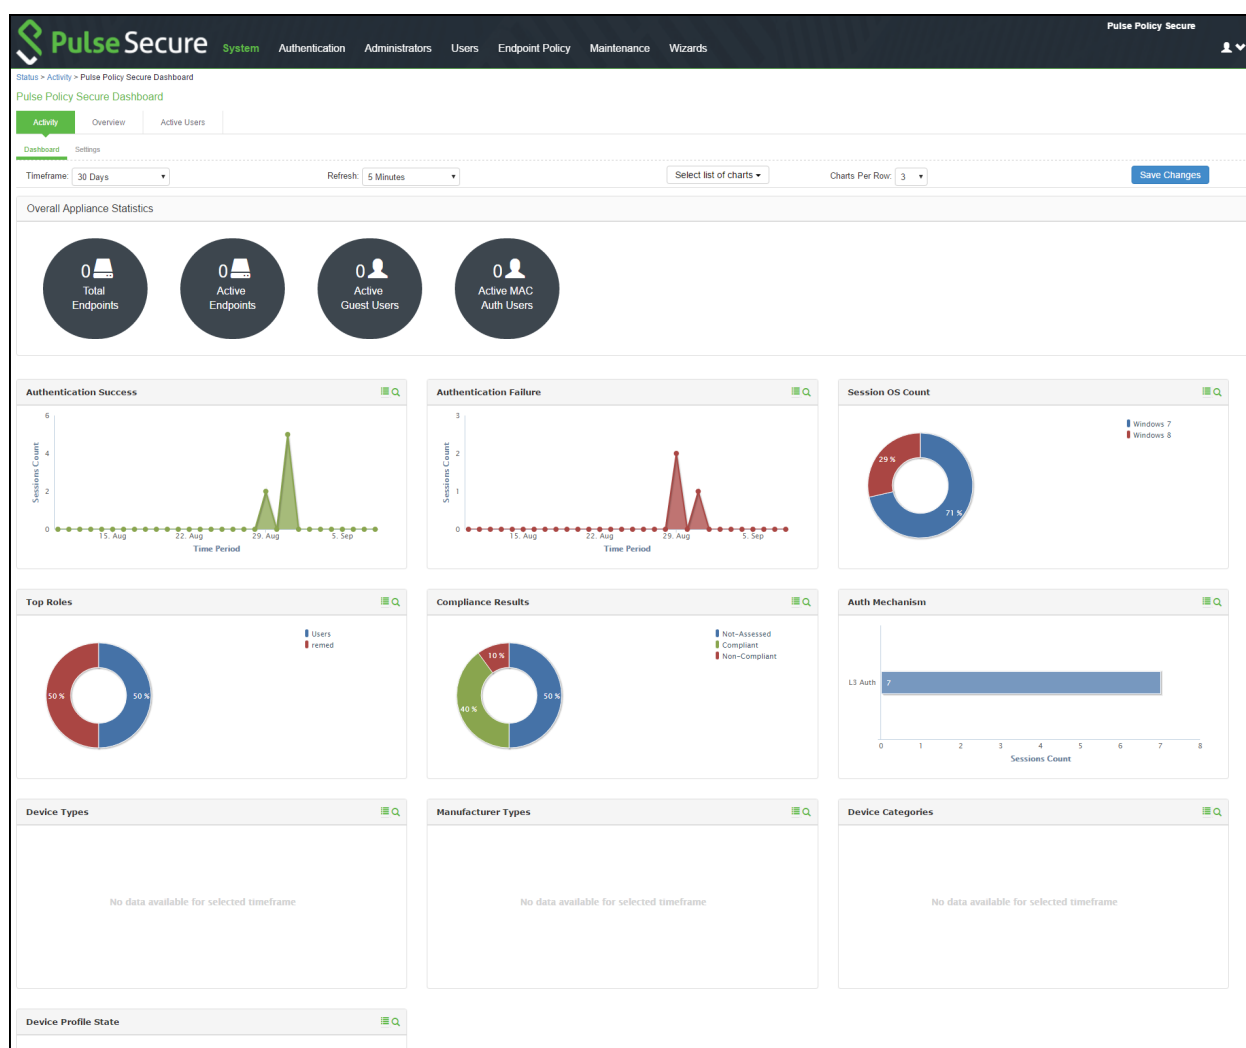 Pulse Policy Secure
Pulse Secure System Authentication Administrators Users Endpoint Policy Maintenance Wizards
Status > Activity > Pulse Policy Secure Dashboard
Pulse Policy Secure Dashboard
Activity Overview Active Users
Dashboard Settings
Timeframe: 30 Days Refresh: 5 Minutes Select list of charts Charts Per Row: 3 Save Changes
Overall Appliance Statistics
0 Total Endpoints
0 Active Endpoints
0 Active Guest Users
0 Active MAC Auth Users
Authentication Success
Sessions Count
6
4
2
0
15. Aug 22. Aug 29. Aug 5. Sep
Time Period
Authentication Failure
Sessions Count
3
2
1
0
15. Aug 22. Aug 29. Aug 5. Sep
Time Period
Session OS Count
Windows 7
Windows 8
29 %
71 %
Top Roles
Users
remed
50 % 50 %
Compliance Results
Not-Assessed
Compliant
Non-Compliant
10 %
50 %
40 %
Auth Mechanism
L3 Auth 7
0 1 2 3 4 5 6 7 8
Sessions Count
Device Types
No data available for selected timeframe
Manufacturer Types
No data available for selected timeframe
Device Categories
No data available for selected timeframe
Device Profile State